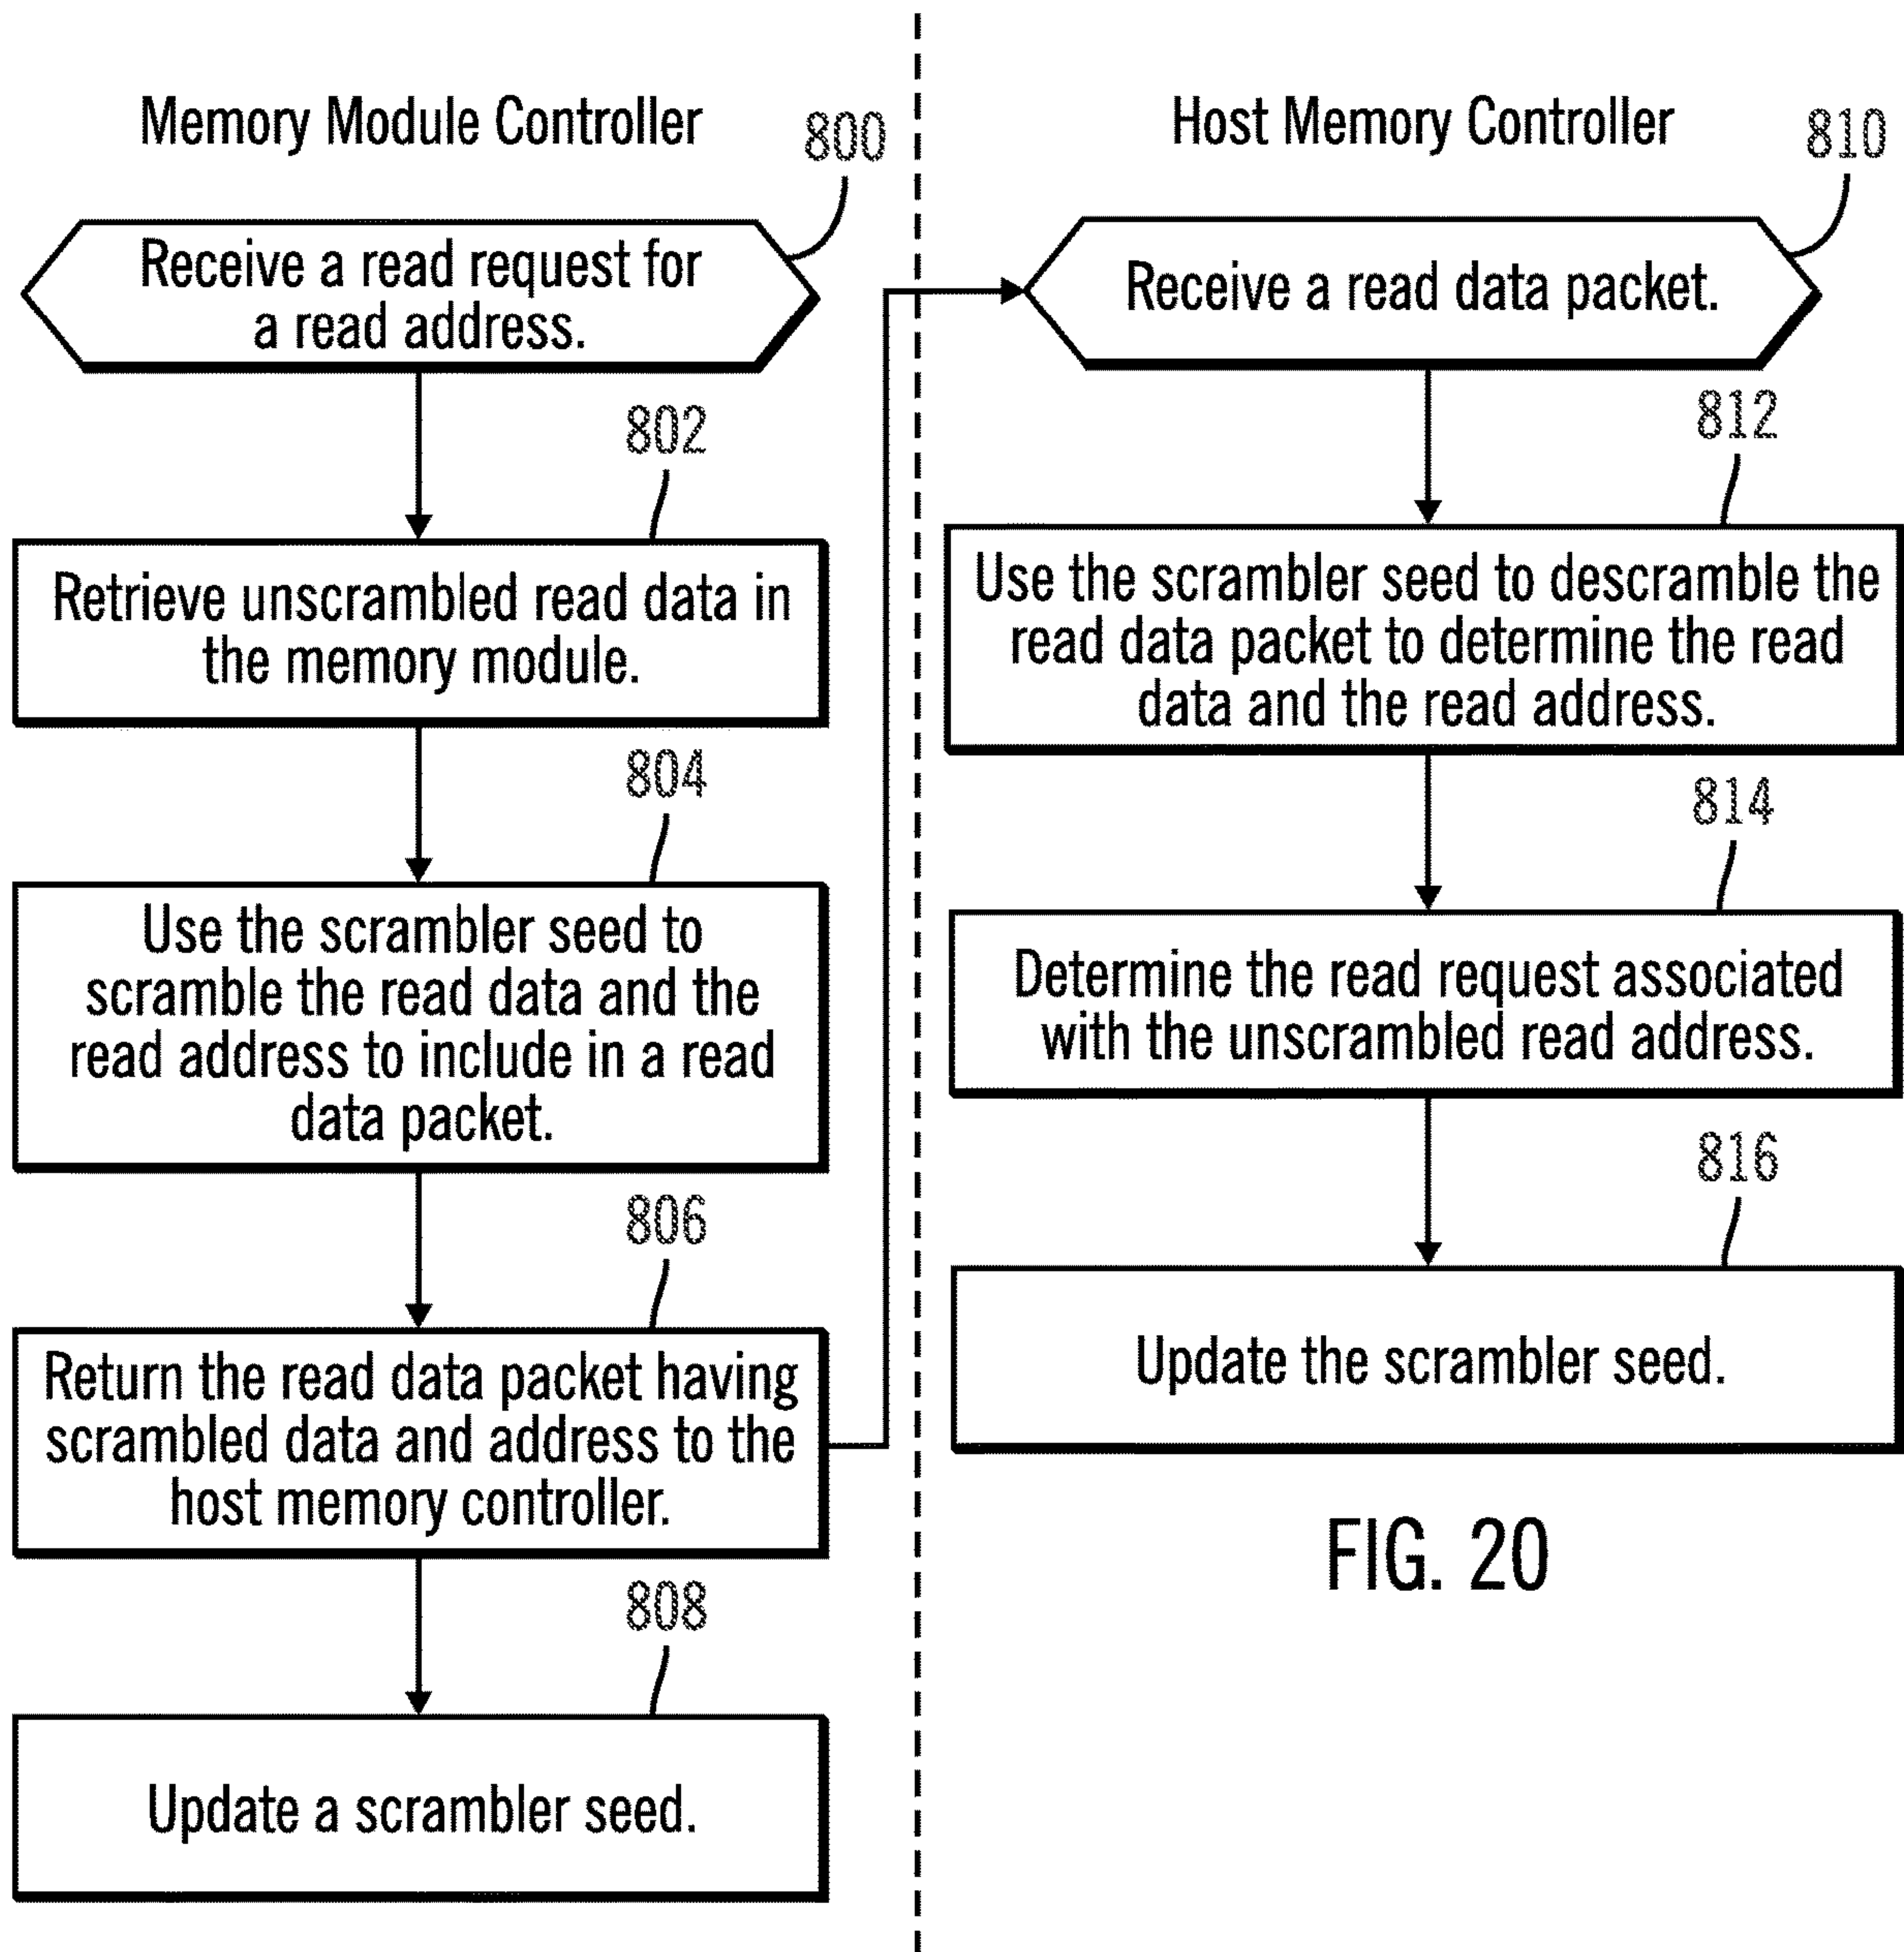 Memory Module Controller
800
Receive a read request for
a read address.
802
Retrieve unscrambled read data in
the memory module.
804
Use the scrambler seed to
scramble the read data and the
read address to include in a read
data packet.
806
Return the read data packet having
scrambled data and address to the
host memory controller.
808
Update a scrambler seed.
Host Memory Controller
810
Receive a read data packet.
812
Use the scrambler seed to descramble the
read data packet to determine the read
data and the read address.
814
Determine the read request associated
with the unscrambled read address.
816
Update the scrambler seed.
FIG. 20